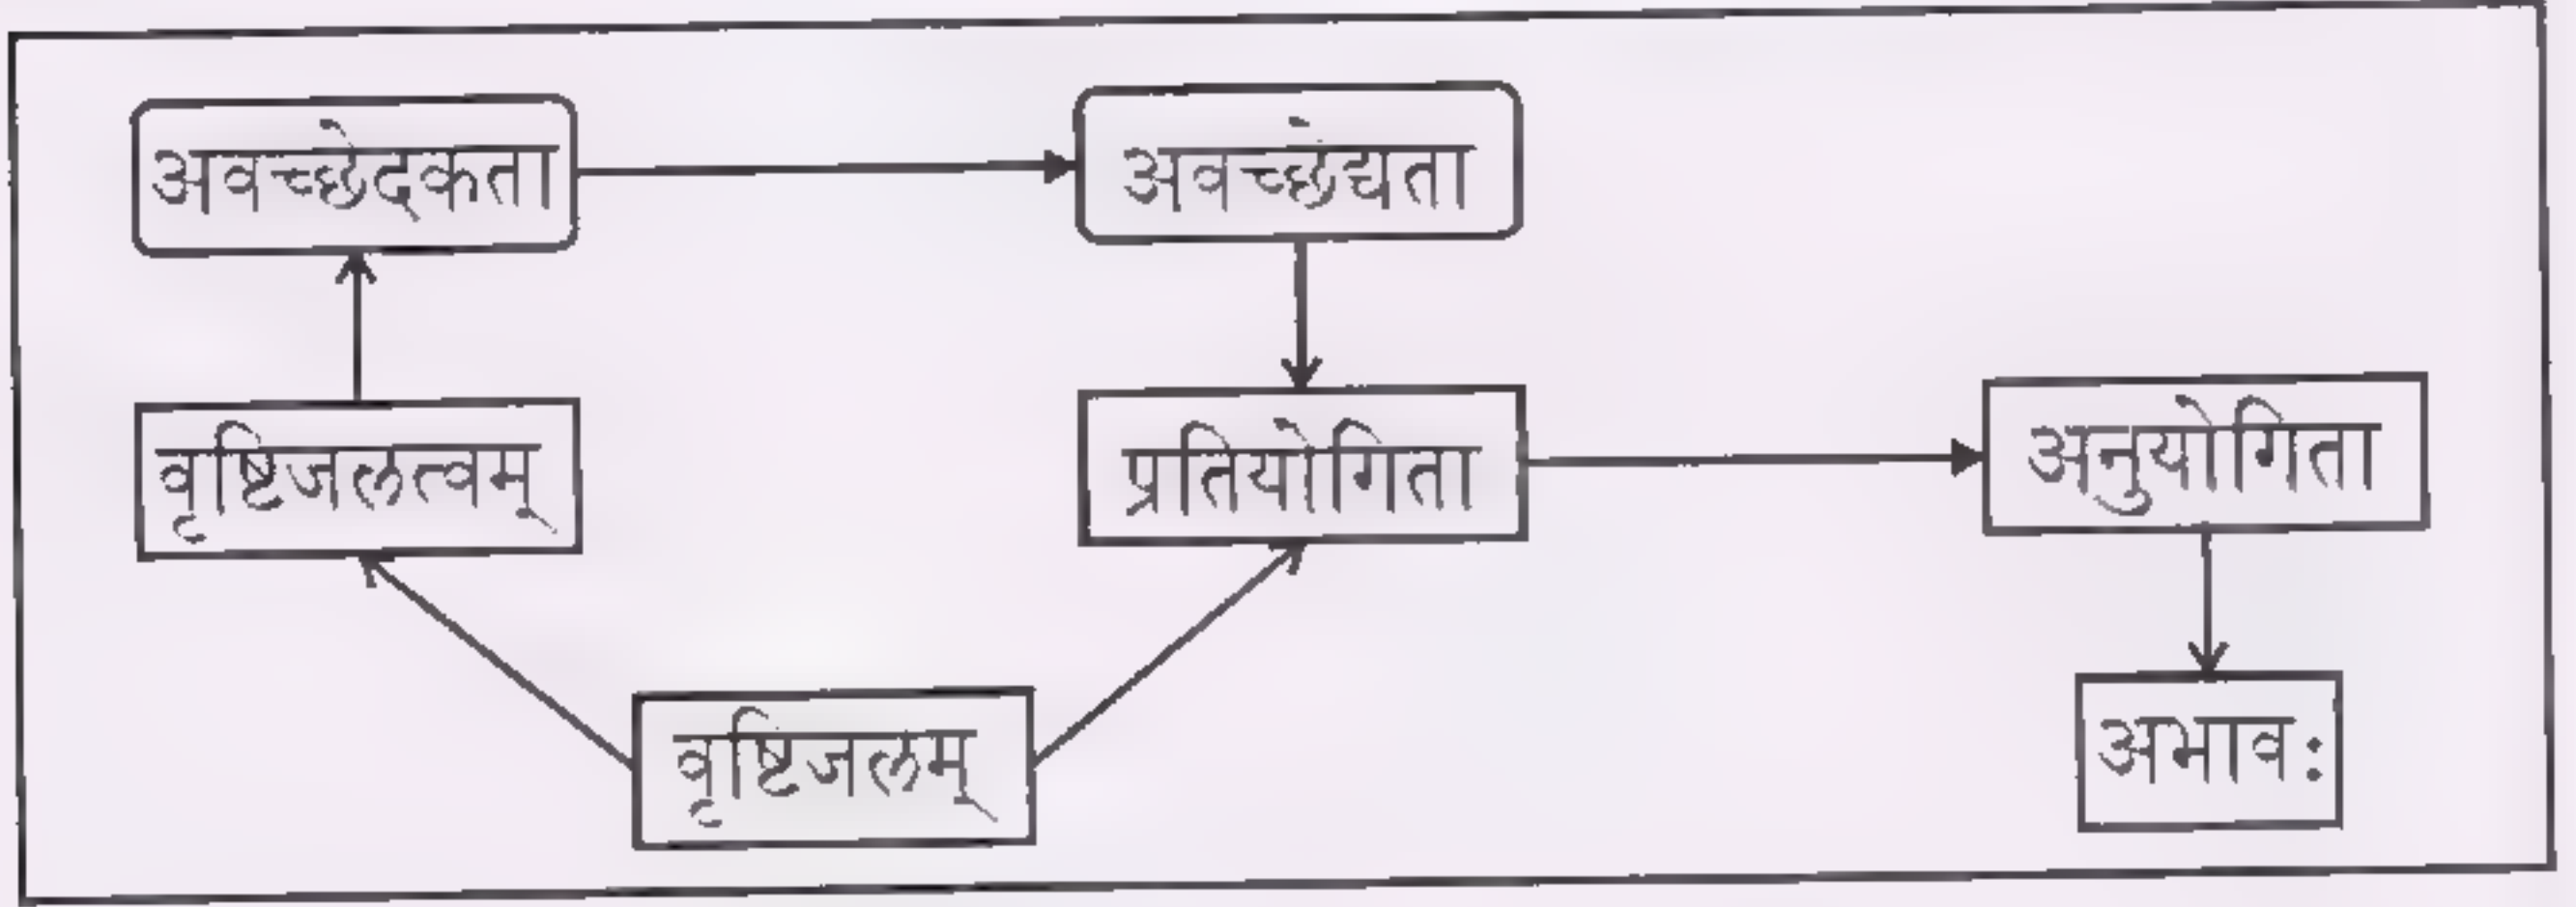 अवच्छेदकता
अवच्छेद्यता
वृष्टिजलत्वम्
प्रतियोगिता
अनुयोगिता
वृष्टिजलम्
अभावः